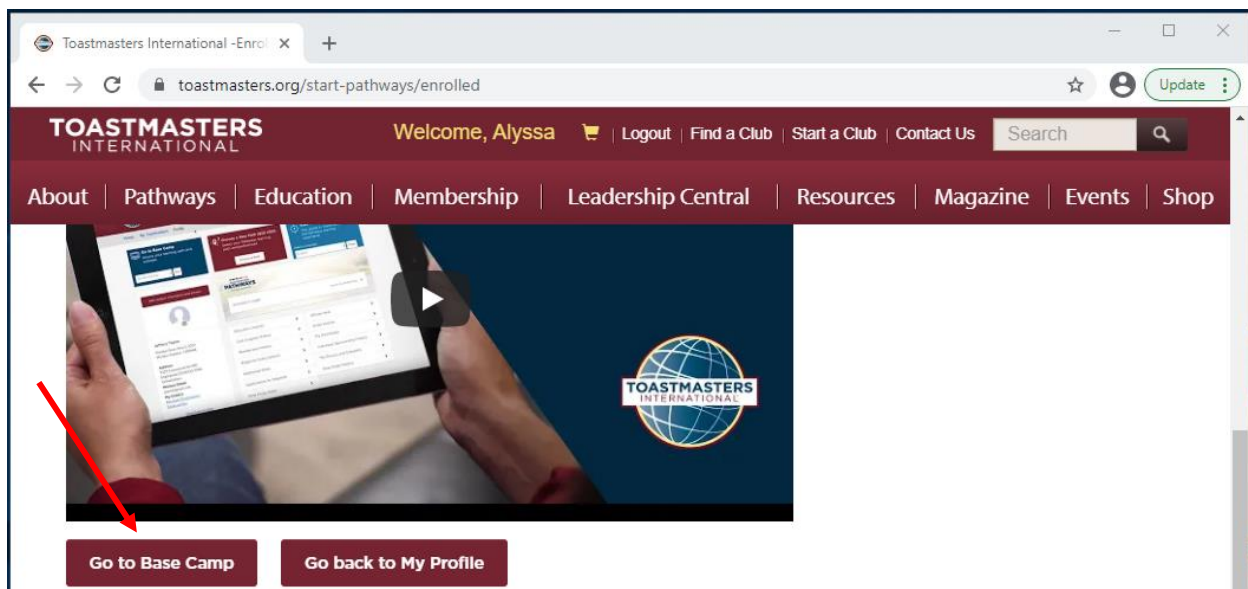 Toastmasters International -Enrol
toastmasters.org/start-pathways/enrolled
Update
TOASTMASTERS
INTERNATIONAL
Welcome, Alyssa | Logout | Find a Club | Start a Club | Contact Us
Search
About | Pathways | Education | Membership | Leadership Central | Resources | Magazine | Events | Shop
PATHWAYS
TOASTMASTERS
INTERNATIONAL
Go to Base Camp
Go back to My Profile